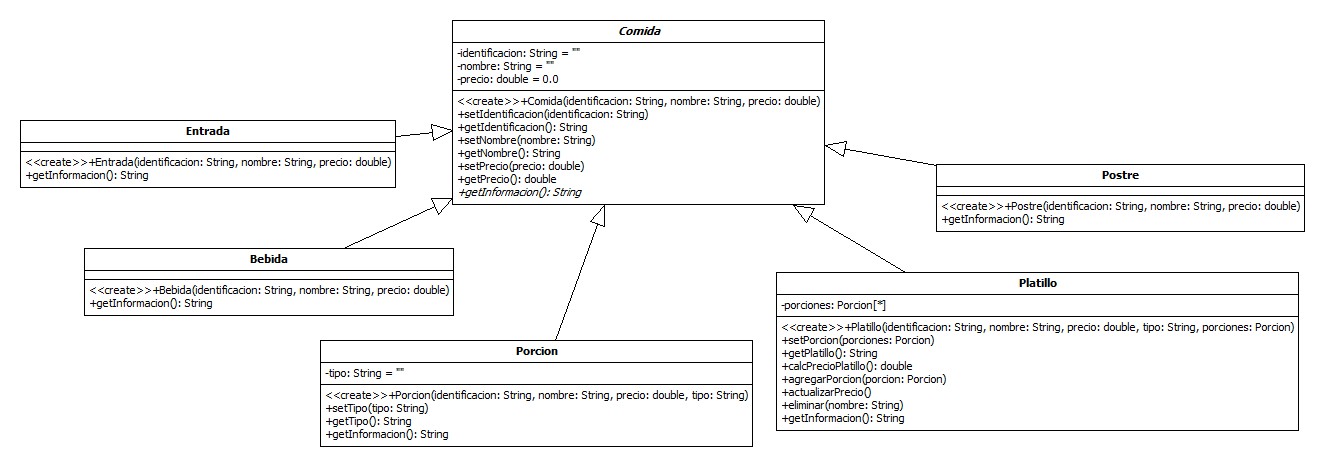 Comida
-identificacion: String = ""
-nombre: String = ""
-precio: double = 0.0
<<create>>+Comida(identificacion: String, nombre: String, precio: double)
+setIdentificacion(identificacion: String)
+getIdentificacion(): String
+setNombre(nombre: String)
+getNombre(): String
+setPrecio(precio: double)
+getPrecio(): double
+getInformacion(): String
Entrada
<<create>>+Entrada(identificacion: String, nombre: String, precio: double)
+getInformacion(): String
Postre
<<create>>+Postre(identificacion: String, nombre: String, precio: double)
+getInformacion(): String
Bebida
<<create>>+Bebida(identificacion: String, nombre: String, precio: double)
+getInformacion(): String
Porcion
-tipo: String = ""
<<create>>+Porcion(identificacion: String, nombre: String, precio: double, tipo: String)
+setTipo(tipo: String)
+getTipo(): String
+getInformacion(): String
Platillo
-porciones: Porcion[*]
<<create>>+Platillo(identificacion: String, nombre: String, precio: double, tipo: String, porciones: Porcion)
+setPorcion(porciones: Porcion)
+getPlatillo(): String
+calcPrecioPlatillo(): double
+agregarPorcion(porcion: Porcion)
+actualizarPrecio()
+eliminar(nombre: String)
+getInformacion(): String